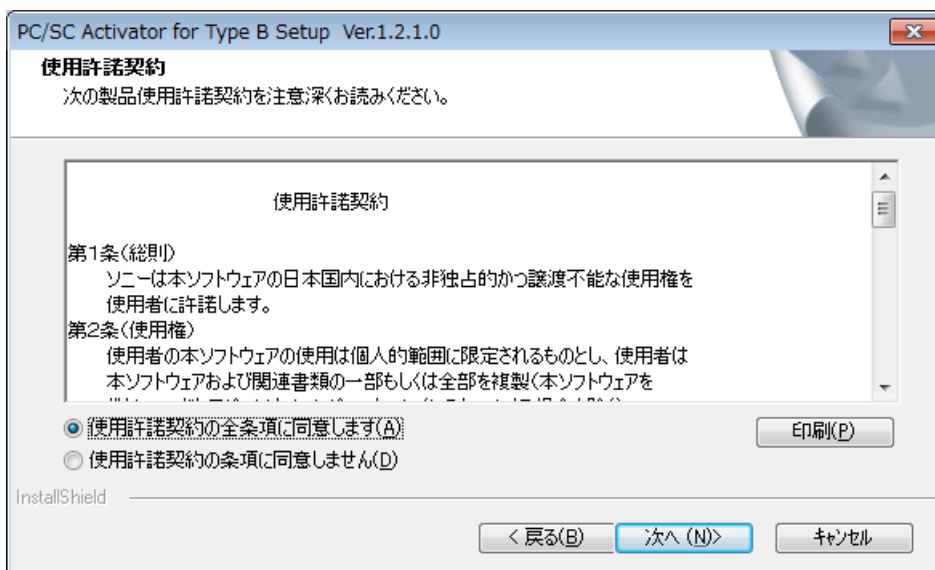 PC/SC Activator for Type B Setup Ver.1.2.1.0
使用許諾契約
次の製品使用許諾契約を注意深くお読みください。
使用許諾契約
第1条(総則)
ソニーは本ソフトウェアの日本国内における非独占的かつ譲渡不能な使用権を
使用者に許諾します。
第2条(使用権)
使用者の本ソフトウェアの使用は個人的範囲に限定されるものとし、使用者は
本ソフトウェアおよび関連書類の一部もしくは全部を複製(本ソフトウェアを
使用許諾契約の全条項に同意します(A)
印刷(P)
使用許諾契約の条項に同意しません(D)
InstallShield
< 戻る(B)
次へ (N)>
キャンセル